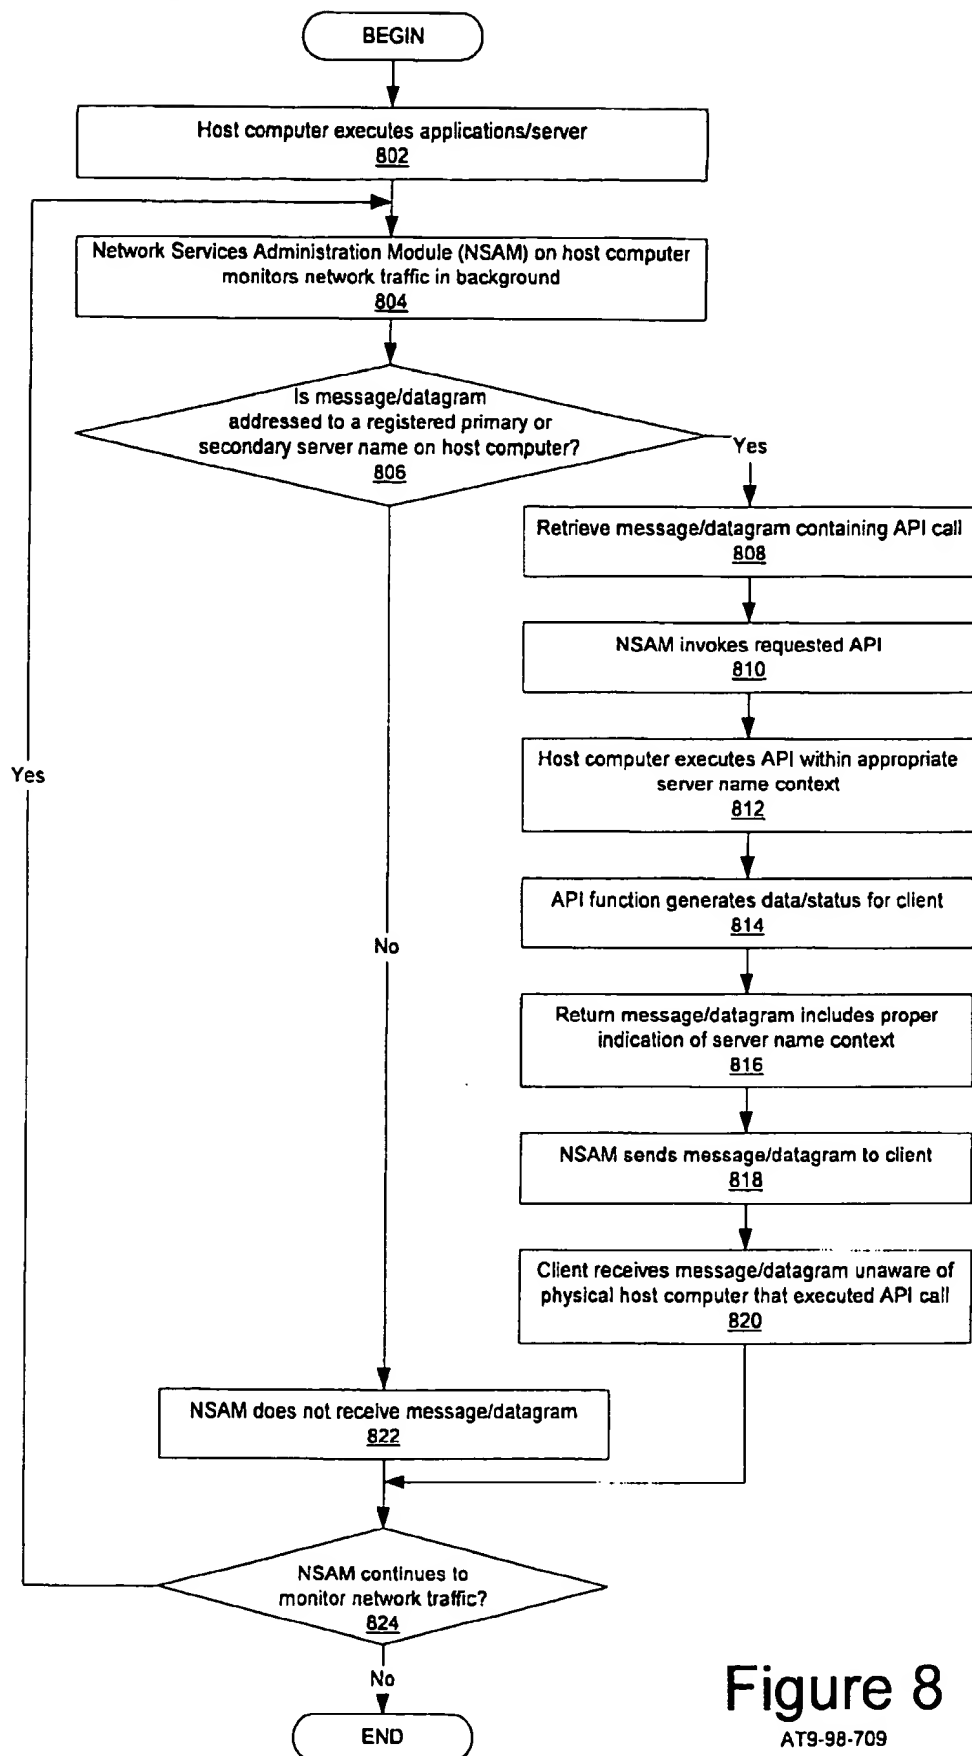 BEGIN
Host computer executes applications/server
802
Network Services Administration Module (NSAM) on host computer
monitors network traffic in background
804
Is message/datagram
addressed to a registered primary or
secondary server name on host computer?
806
Yes
Retrieve message/datagram containing API call
808
NSAM invokes requested API
810
Host computer executes API within appropriate
server name context
812
Yes
API function generates data/status for client
814
No
Return message/datagram includes proper
indication of server name context
816
NSAM sends message/datagram to client
818
Client receives message/datagram unaware of
physical host computer that executed API call
820
NSAM does not receive message/datagram
822
NSAM continues to
monitor network traffic?
824
No
END
Figure 8
AT9-98-709